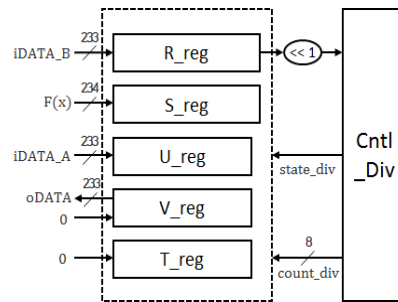 233
iDATA_B
R_reg
<< 1
234
F(x)
S_reg
233
iDATA_A
U_reg
233
oDATA
0
V_reg
0
T_reg
state_div
8
count_div
Cntl
_Div